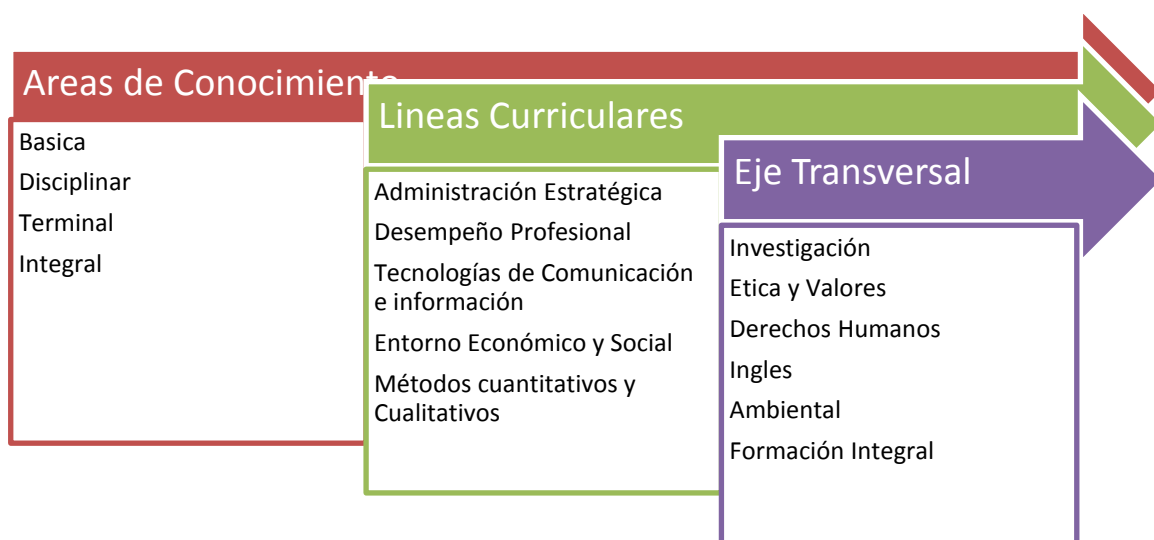 Areas de Conocimiento
Basica
Disciplinar
Terminal
Integral
Lineas Curriculares
Administración Estratégica
Desempeño Profesional
Tecnologías de Comunicación
e información
Entorno Económico y Social
Métodos cuantitativos y
Cualitativos
Eje Transversal
Investigación
Etica y Valores
Derechos Humanos
Ingles
Ambiental
Formación Integral